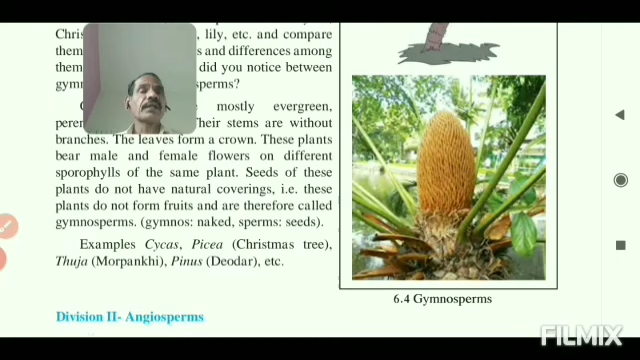 Chris , lily, etc. and compare
them s and differences among
them did you notice between
gymn sperms?
G mostly evergreen,
peren Their stems are without
branches. The leaves form a crown. These plants
bear male and female flowers on different
sporophylls of the same plant. Seeds of these
plants do not have natural coverings, i.e. these
plants do not form fruits and are therefore called
gymnosperms. (gymnos: naked, sperms: seeds).
Examples Cycas, Picea (Christmas tree),
Thuja (Morpankhi), Pinus (Deodar), etc.
6.4 Gymnosperms
Division II- Angiosperms
FILMIX